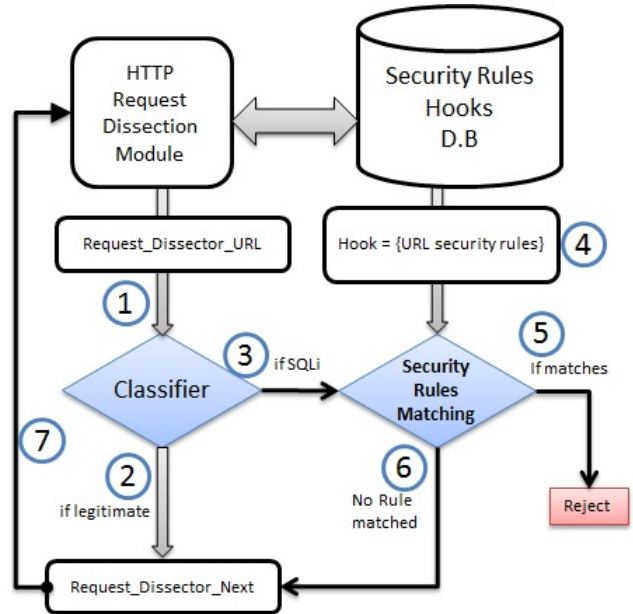 HTTP
Request
Dissection
Module
Security Rules
Hooks
D.B
Request_Dissector_URL
Hook = {URL security rules}
4
1
3
if SQLi
5
If matches
Classifier
Security
Rules
Matching
7
2
if legitimate
6
No Rule
matched
Reject
Request_Dissector_Next